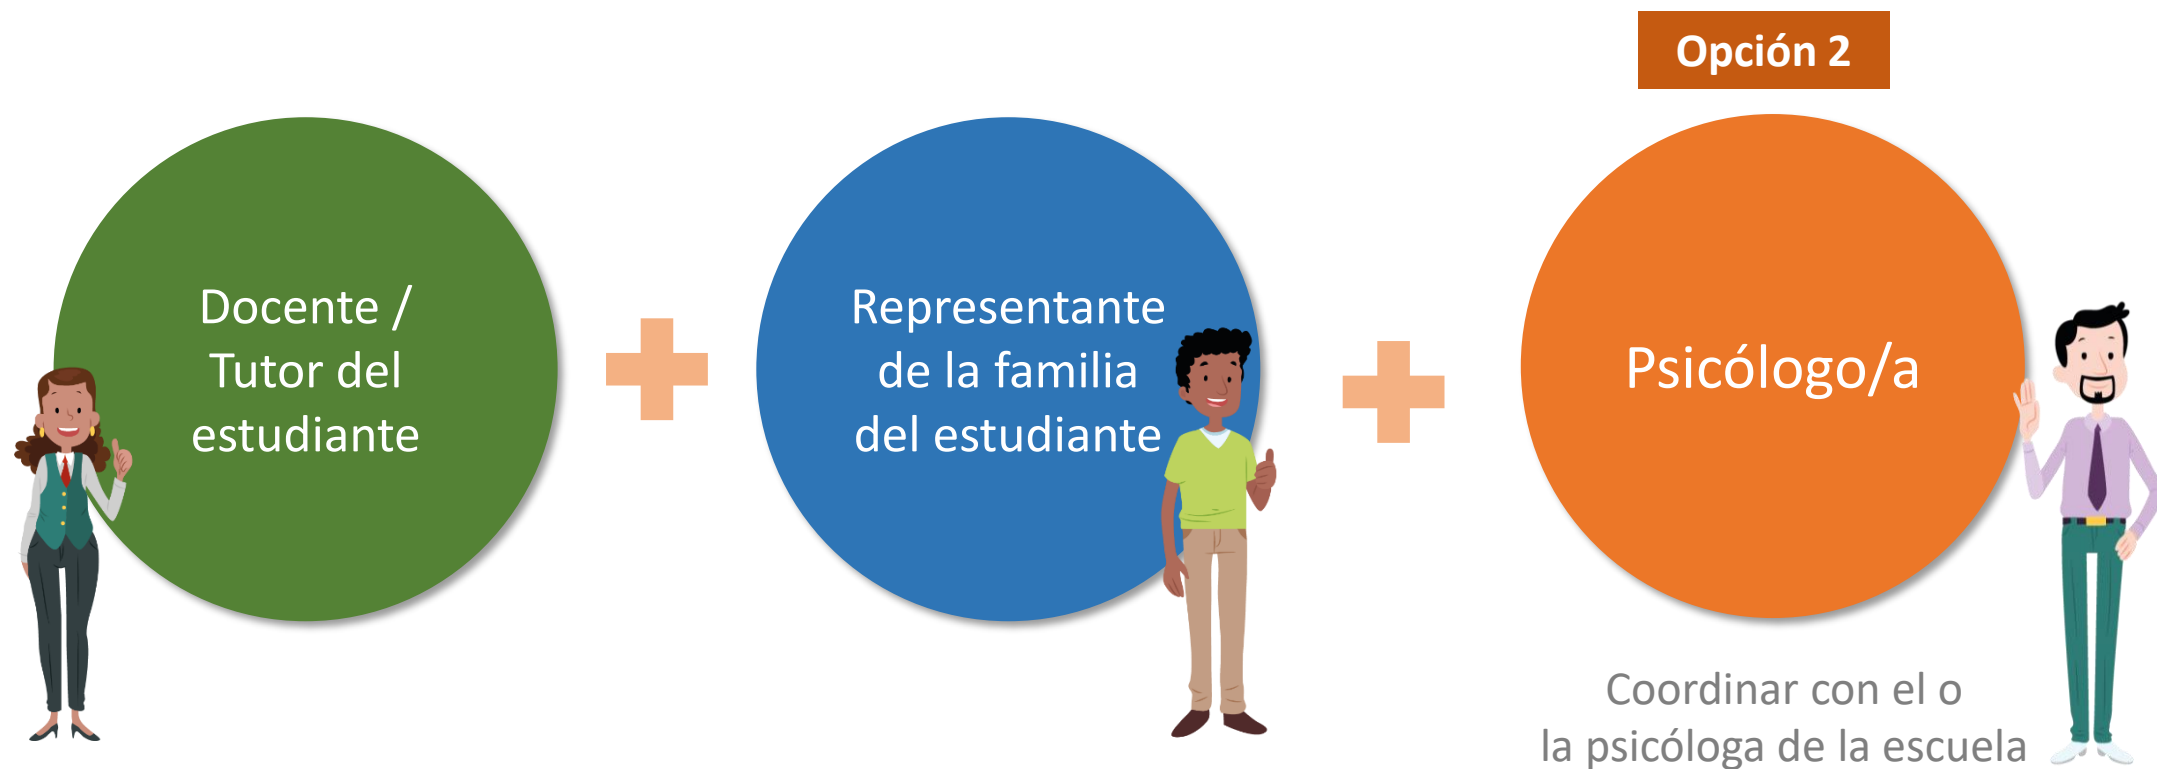 Opción 2
Docente /
Tutor del
estudiante
Representante
de la familia
del estudiante
Psicólogo/a
Coordinar con el o
la psicóloga de la escuela